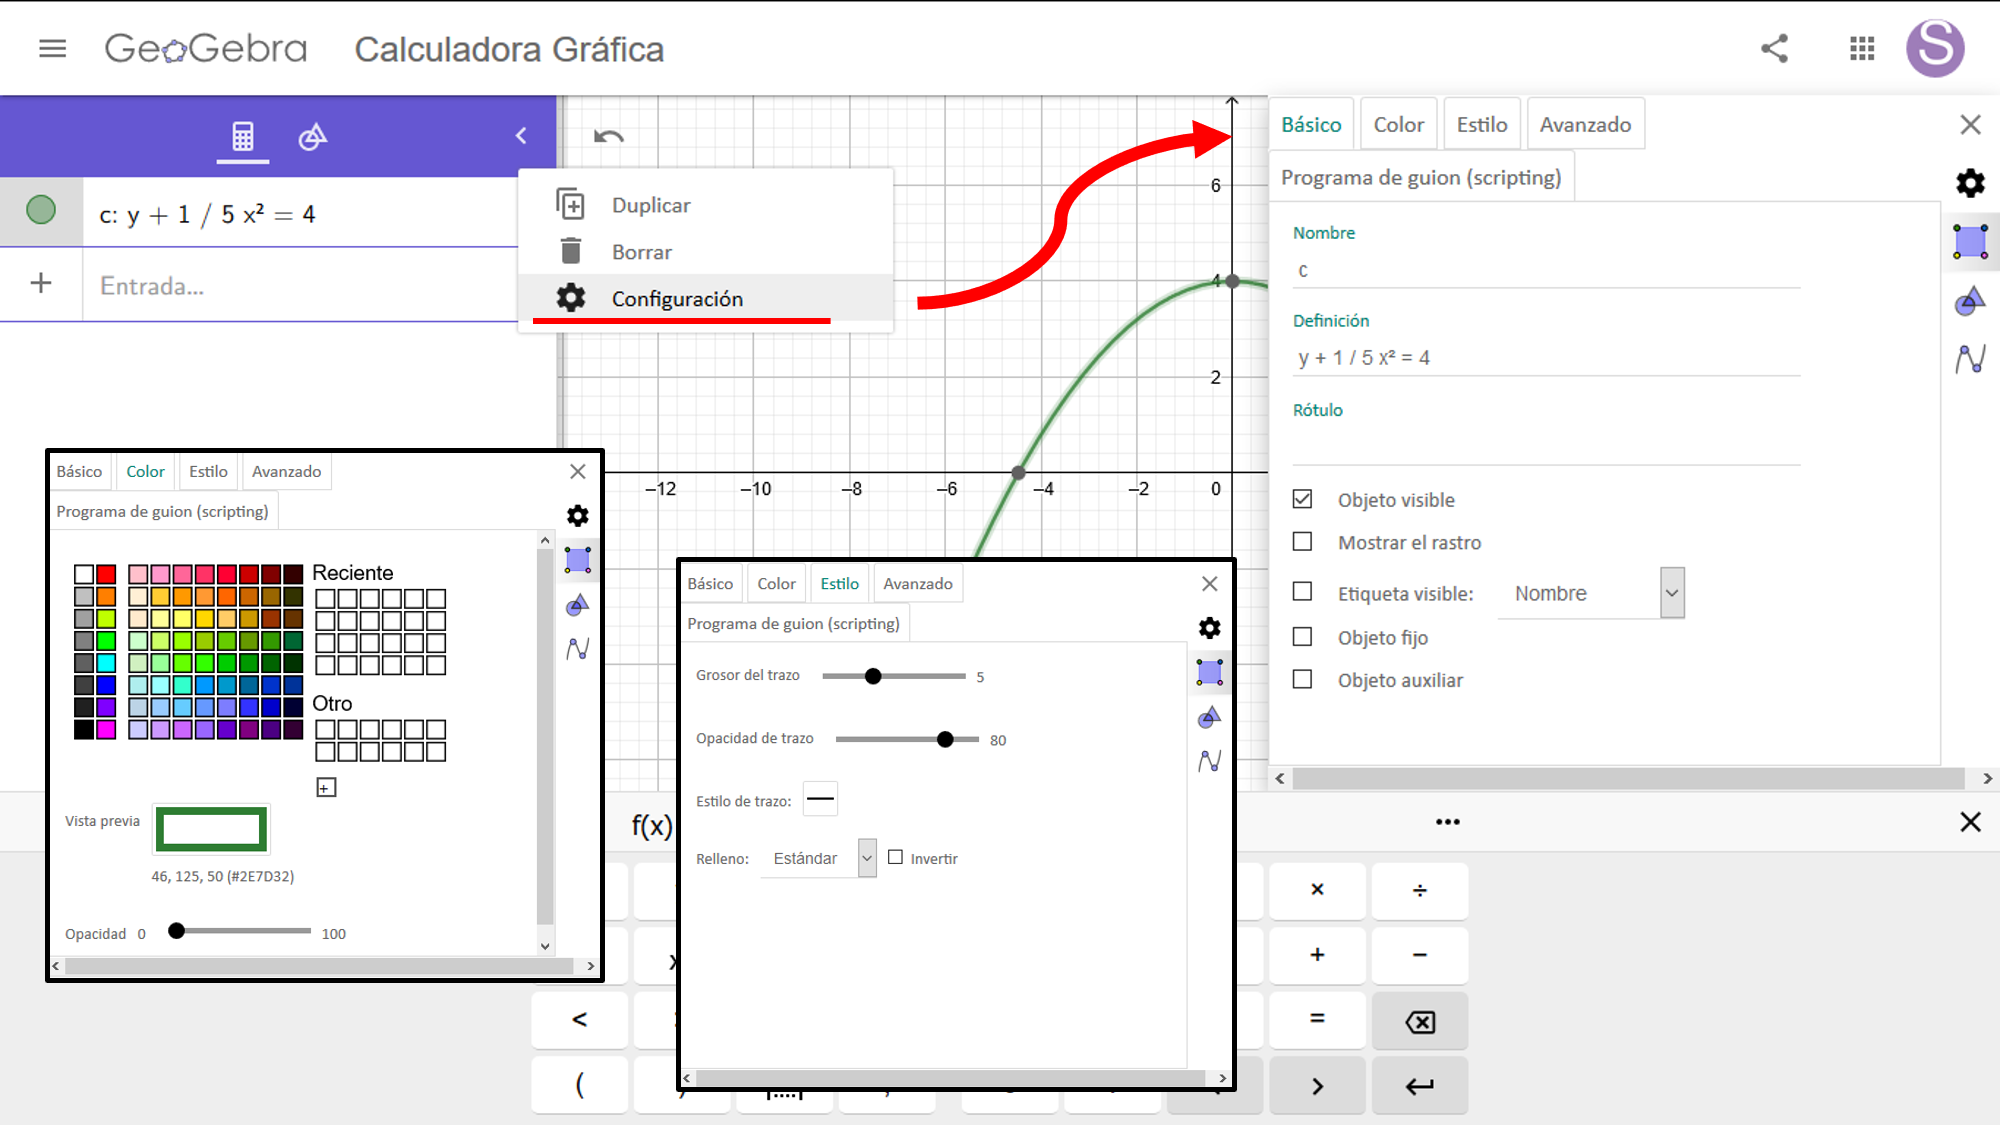 GeoGebra Calculadora Gráfica
S
c: y + 1 / 5 x² = 4
Entrada...
Duplicar
Borrar
Configuración
6
4
2
−12 −10 −8 −6 −4 −2 0
Básico Color Estilo Avanzado
Programa de guion (scripting)
Nombre
c
Definición
y + 1 / 5 x² = 4
Rótulo
Objeto visible
Mostrar el rastro
Etiqueta visible: Nombre
Objeto fijo
Objeto auxiliar
Básico Color Estilo Avanzado
Programa de guion (scripting)
Reciente
Otro
+
Vista previa
46, 125, 50 (#2E7D32)
Opacidad 0 100
Básico Color Estilo Avanzado
Programa de guion (scripting)
Grosor del trazo 5
Opacidad de trazo 80
Estilo de trazo:
Relleno: Estándar Invertir
f(x)
× ÷
+ −
< =
( >